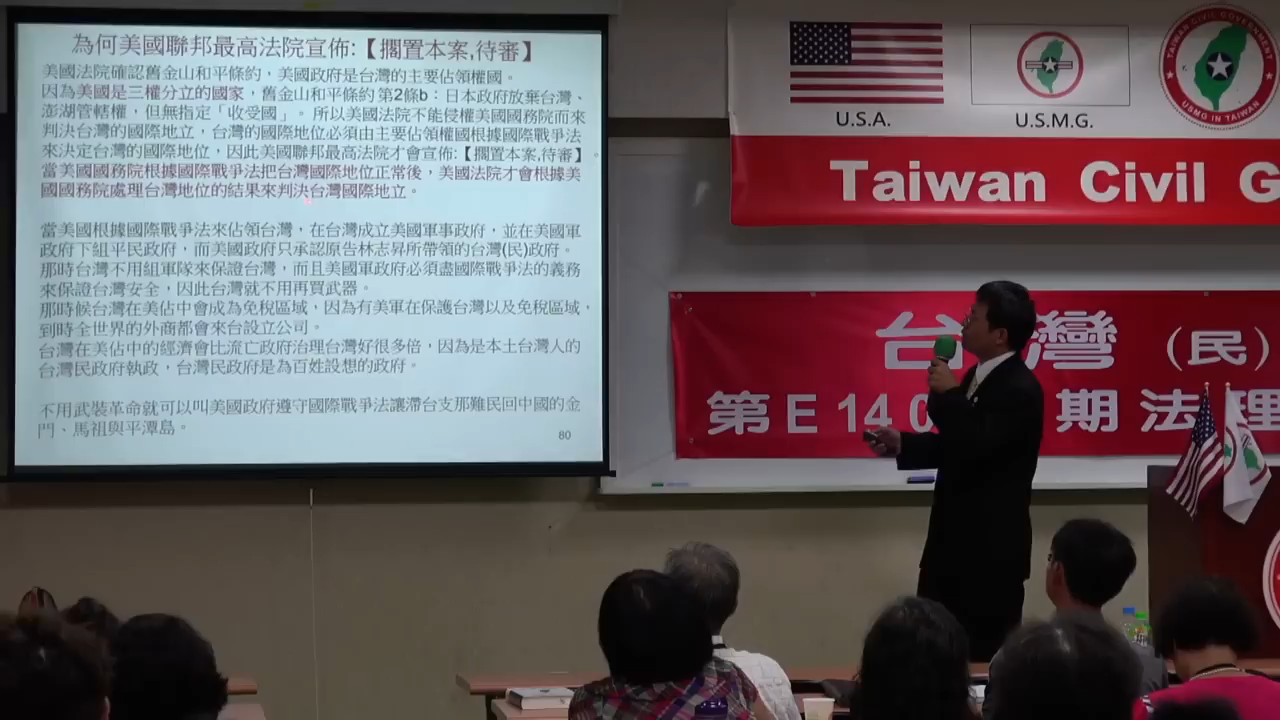 為何美國聯邦最高法院宣佈:【擱置本案,待審】
美國法院確認舊金山和平條約，美國政府是台灣的主要佔領權國。
因為美國是三權分立的國家，舊金山和平條約 第2條b：日本政府放棄台灣、
澎湖管轄權，但無指定「收受國」。 所以美國法院不能侵權美國國務院而來
判決台灣的國際地立，台灣的國際地位必須由主要佔領權國根據國際戰爭法
來決定台灣的國際地位，因此美國聯邦最高法院才會宣佈:【擱置本案,待審】。
當美國國務院根據國際戰爭法把台灣國際地位正常後，美國法院才會根據美
國國務院處理台灣地位的結果來判決台灣國際地立。
當美國根據國際戰爭法來佔領台灣，在台灣成立美國軍事政府，並在美國軍
政府下組平民政府，而美國政府只承認原告林志昇所帶領的台灣(民)政府。
那時台灣不用組軍隊來保證台灣，而且美國軍政府必須盡國際戰爭法的義務
來保證台灣安全，因此台灣就不用再買武器。
那時候台灣在美佔中會成為免稅區域，因為有美軍在保護台灣以及免稅區域，
到時全世界的外商都會來台設立公司。
台灣在美佔中的經濟會比流亡政府治理台灣好很多倍，因為是本土台灣人的
台灣民政府執政，台灣民政府是為百姓設想的政府。
不用武裝革命就可以叫美國政府遵守國際戰爭法讓滯台支那難民回中國的金
門、馬祖與平潭島。
80
U.S.A.
U.S.M.G.
TAIWAN CIVIL GOVERNMENT
USMG IN TAIWAN
Taiwan Civil G
台灣（民）
第E140 期法理